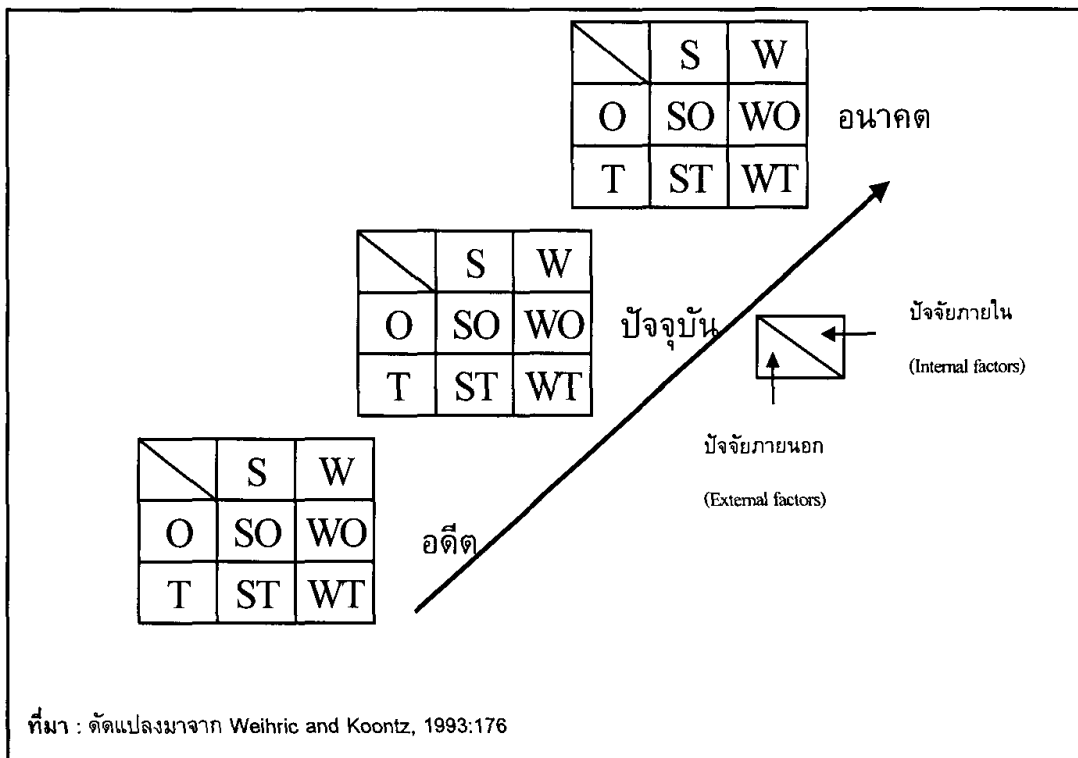 S W
O SO WO อนาคต
T ST WT
S W
O SO WO ปัจจุบัน
T ST WT
ปัจจัยภายใน
(Internal factors)
ปัจจัยภายนอก
(External factors)
S W
O SO WO อดีต
T ST WT
ที่มา : ดัดแปลงมาจาก Weihric and Koontz, 1993:176